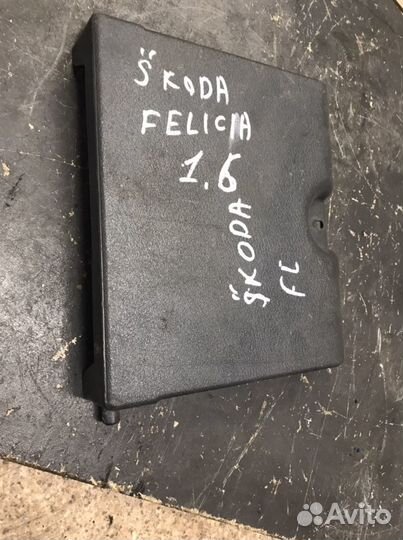 ŠKODA
FELICIA
1.6
ŠKODA
FL
Avito